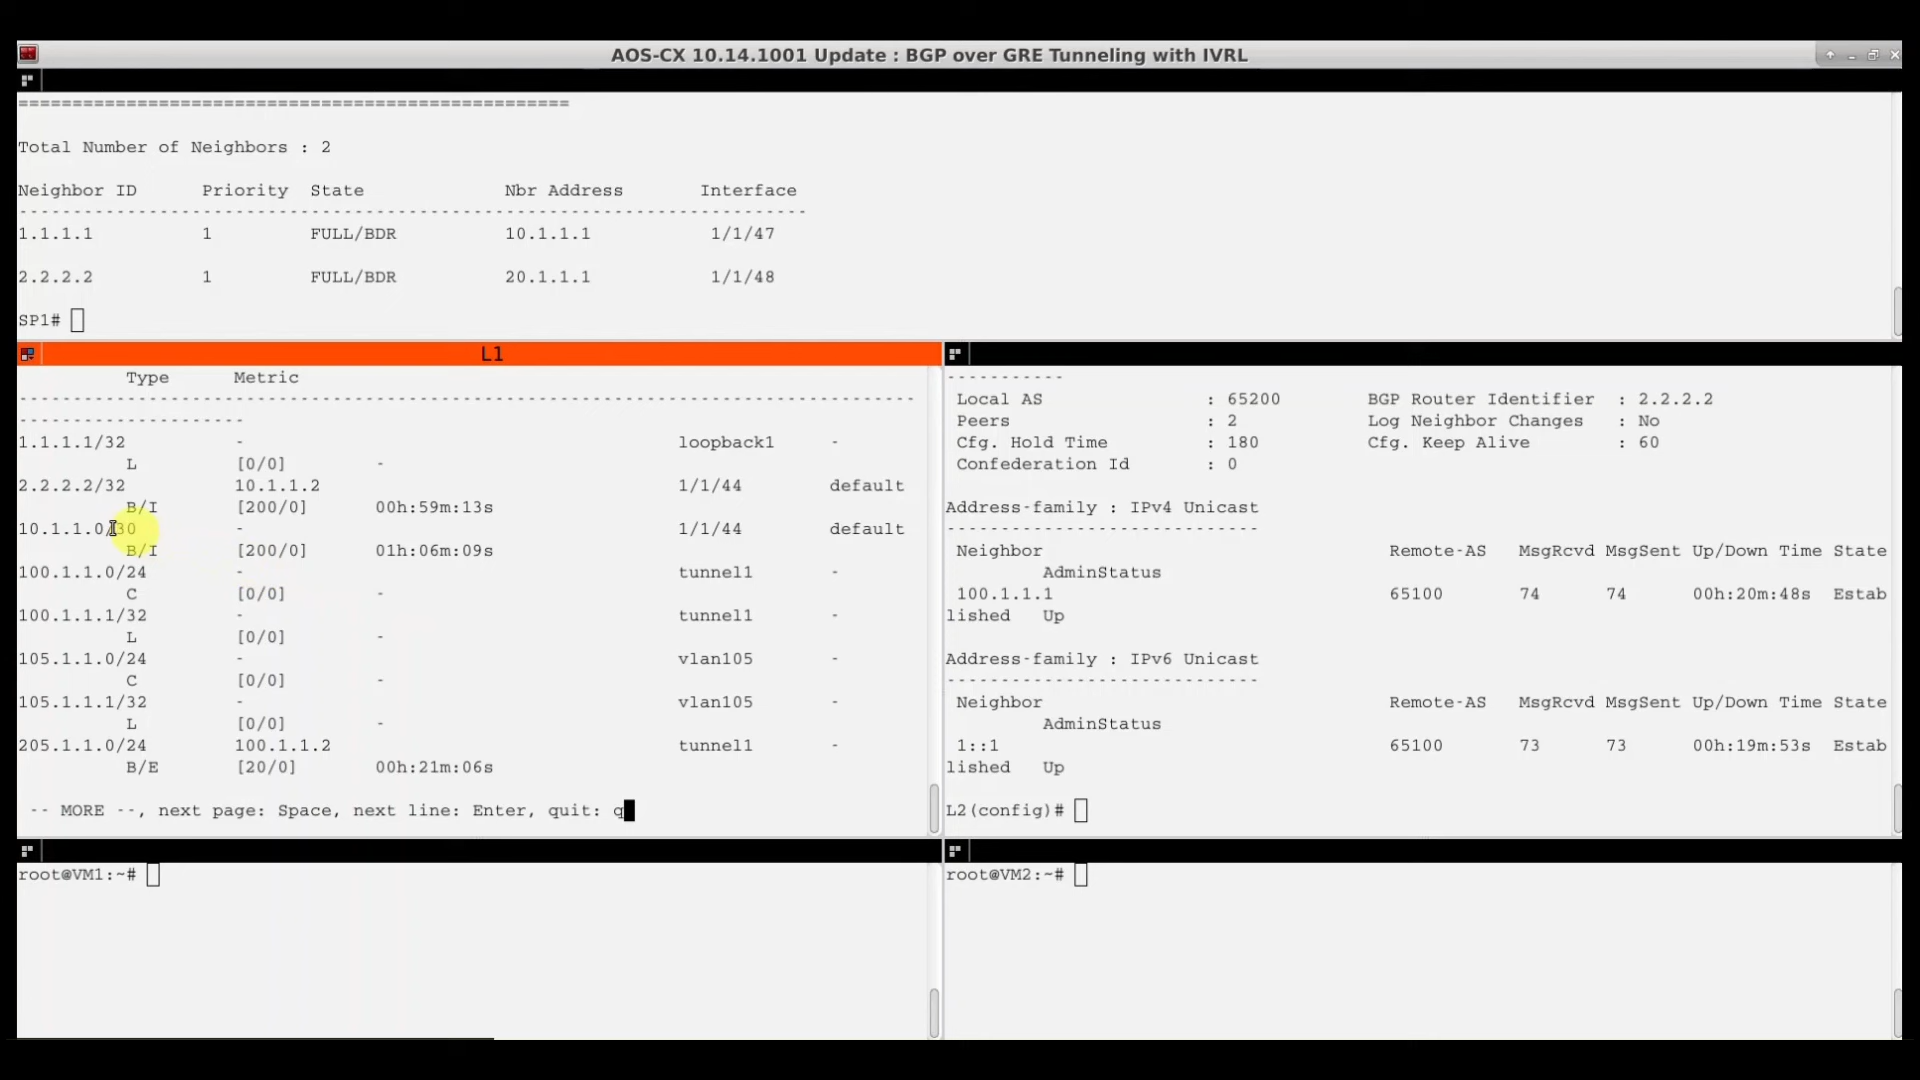 AOS-CX 10.14.1001 Update : BGP over GRE Tunneling with IVRL
===================================================
Total Number of Neighbors : 2
Neighbor ID Priority State Nbr Address Interface
-------------------------------------------------------------------------
1.1.1.1 1 FULL/BDR 10.1.1.1 1/1/47
2.2.2.2 1 FULL/BDR 20.1.1.1 1/1/48
SP1#
L1
Type Metric
-----------------------------------------------------------------------------------
---------------------
1.1.1.1/32 - loopback1 -
L [0/0] -
2.2.2.2/32 10.1.1.2 1/1/44 default
B/I [200/0] 00h:59m:13s
10.1.1.0/30 - 1/1/44 default
B/I [200/0] 01h:06m:09s
100.1.1.0/24 - tunnel1 -
C [0/0] -
100.1.1.1/32 - tunnel1 -
L [0/0] -
105.1.1.0/24 - vlan105 -
C [0/0] -
105.1.1.1/32 - vlan105 -
L [0/0] -
205.1.1.0/24 100.1.1.2 tunnel1 -
B/E [20/0] 00h:21m:06s
-- MORE --, next page: Space, next line: Enter, quit: q
-----------
Local AS : 65200 BGP Router Identifier : 2.2.2.2
Peers : 2 Log Neighbor Changes : No
Cfg. Hold Time : 180 Cfg. Keep Alive : 60
Confederation Id : 0
Address-family : IPv4 Unicast
-----------------------------
Neighbor Remote-AS MsgRcvd MsgSent Up/Down Time State
AdminStatus
100.1.1.1 65100 74 74 00h:20m:48s Estab
lished Up
Address-family : IPv6 Unicast
-----------------------------
Neighbor Remote-AS MsgRcvd MsgSent Up/Down Time State
AdminStatus
1::1 65100 73 73 00h:19m:53s Estab
lished Up
L2(config)#
root@VM1:~#
root@VM2:~#